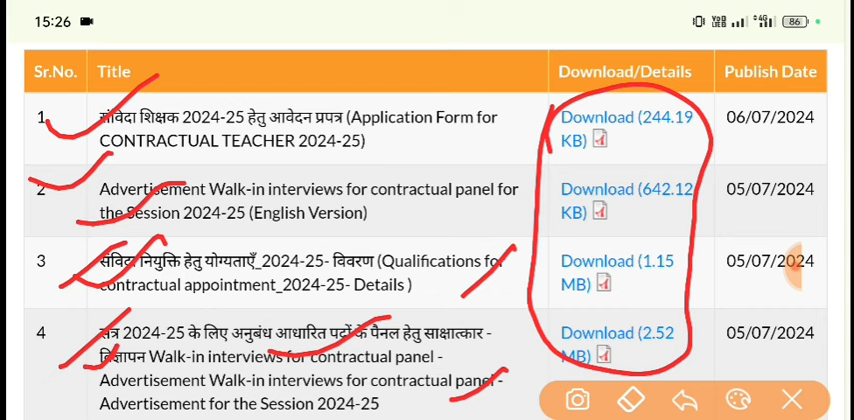 15:26
86
Sr.No. Title Download/Details Publish Date
1 संविदा शिक्षक 2024-25 हेतु आवेदन प्रपत्र (Application Form for CONTRACTUAL TEACHER 2024-25) Download (244.19 KB) 06/07/2024
2 Advertisement Walk-in interviews for contractual panel for the Session 2024-25 (English Version) Download (642.12 KB) 05/07/2024
3 संविदा नियुक्ति हेतु योग्यताएँ_2024-25- विवरण (Qualifications for contractual appointment_2024-25- Details ) Download (1.15 MB) 05/07/2024
4 सत्र 2024-25 के लिए अनुबंध आधारित पदों के पैनल हेतु साक्षात्कार - विज्ञापन Walk-in interviews for contractual panel - Advertisement Walk-in interviews for contractual panel - Advertisement for the Session 2024-25 Download (2.52 MB) 05/07/2024